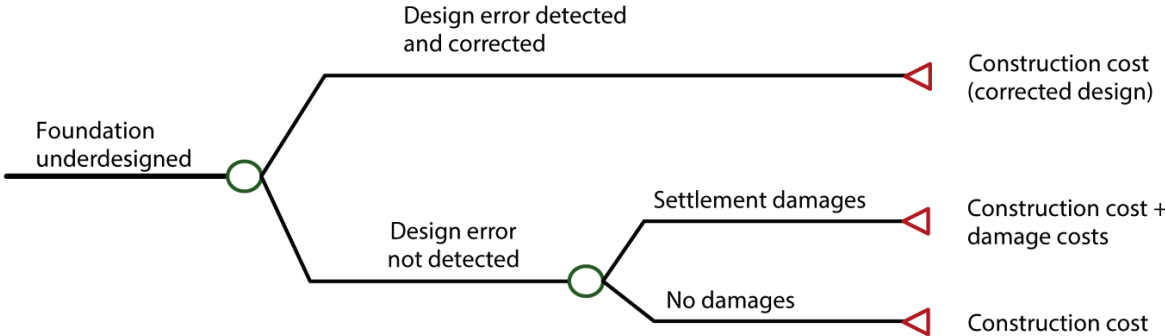 Design error detected
and corrected
Construction cost
(corrected design)
Foundation
underdesigned
Settlement damages
Construction cost +
damage costs
Design error
not detected
No damages
Construction cost